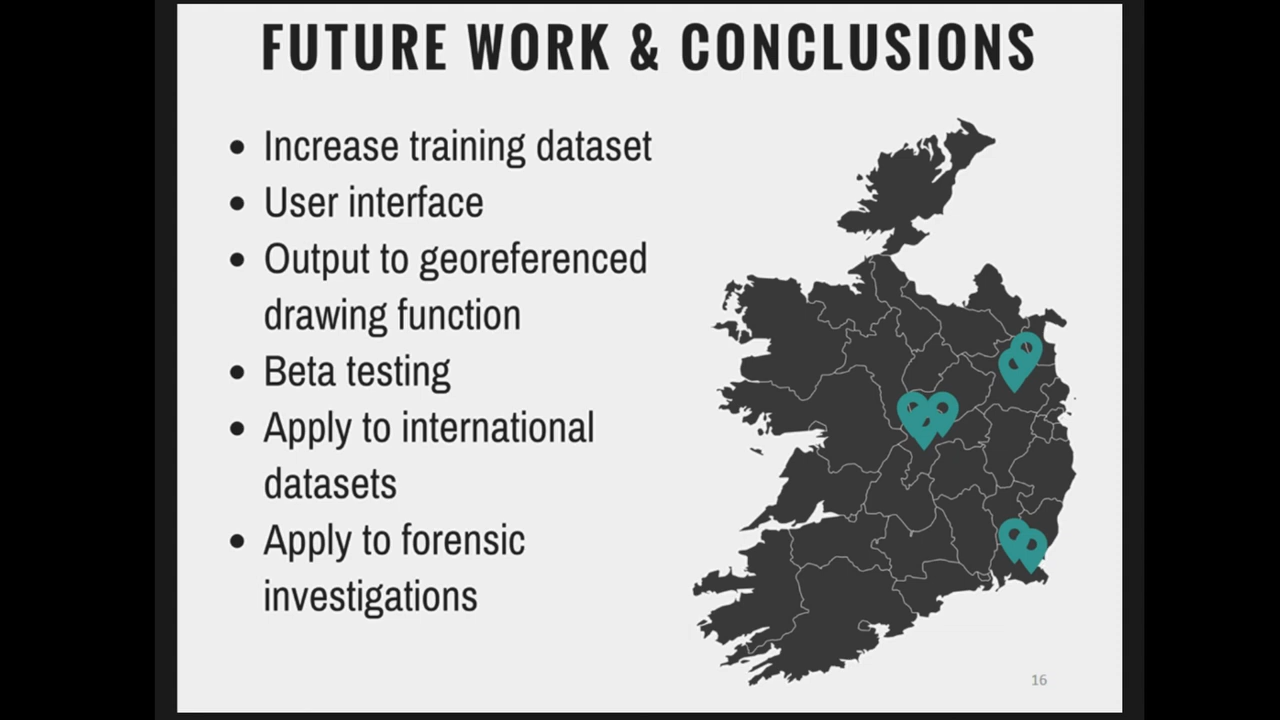 FUTURE WORK & CONCLUSIONS
• Increase training dataset
• User interface
• Output to georeferenced
drawing function
• Beta testing
• Apply to international
datasets
• Apply to forensic
investigations
16